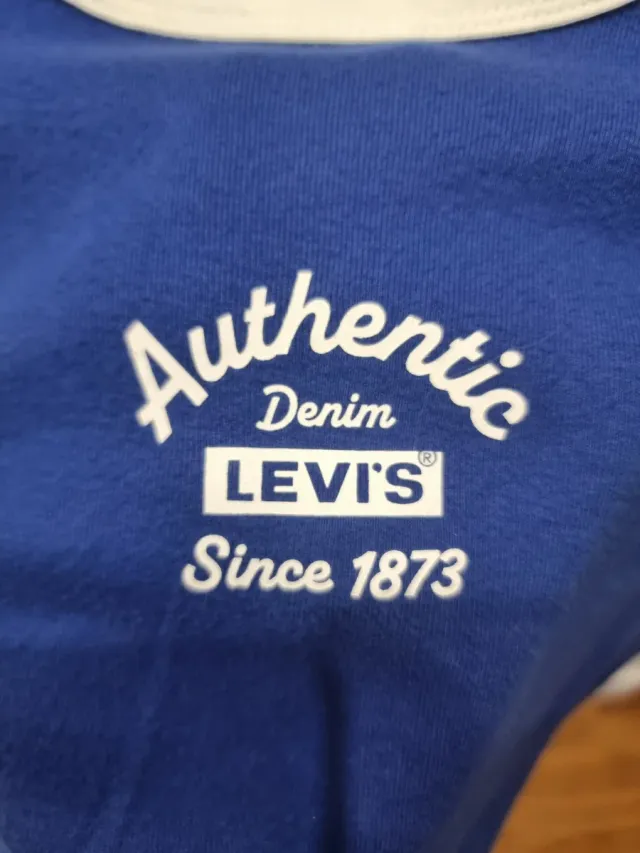 Authentic
Denim
LEVI'S®
Since 1873